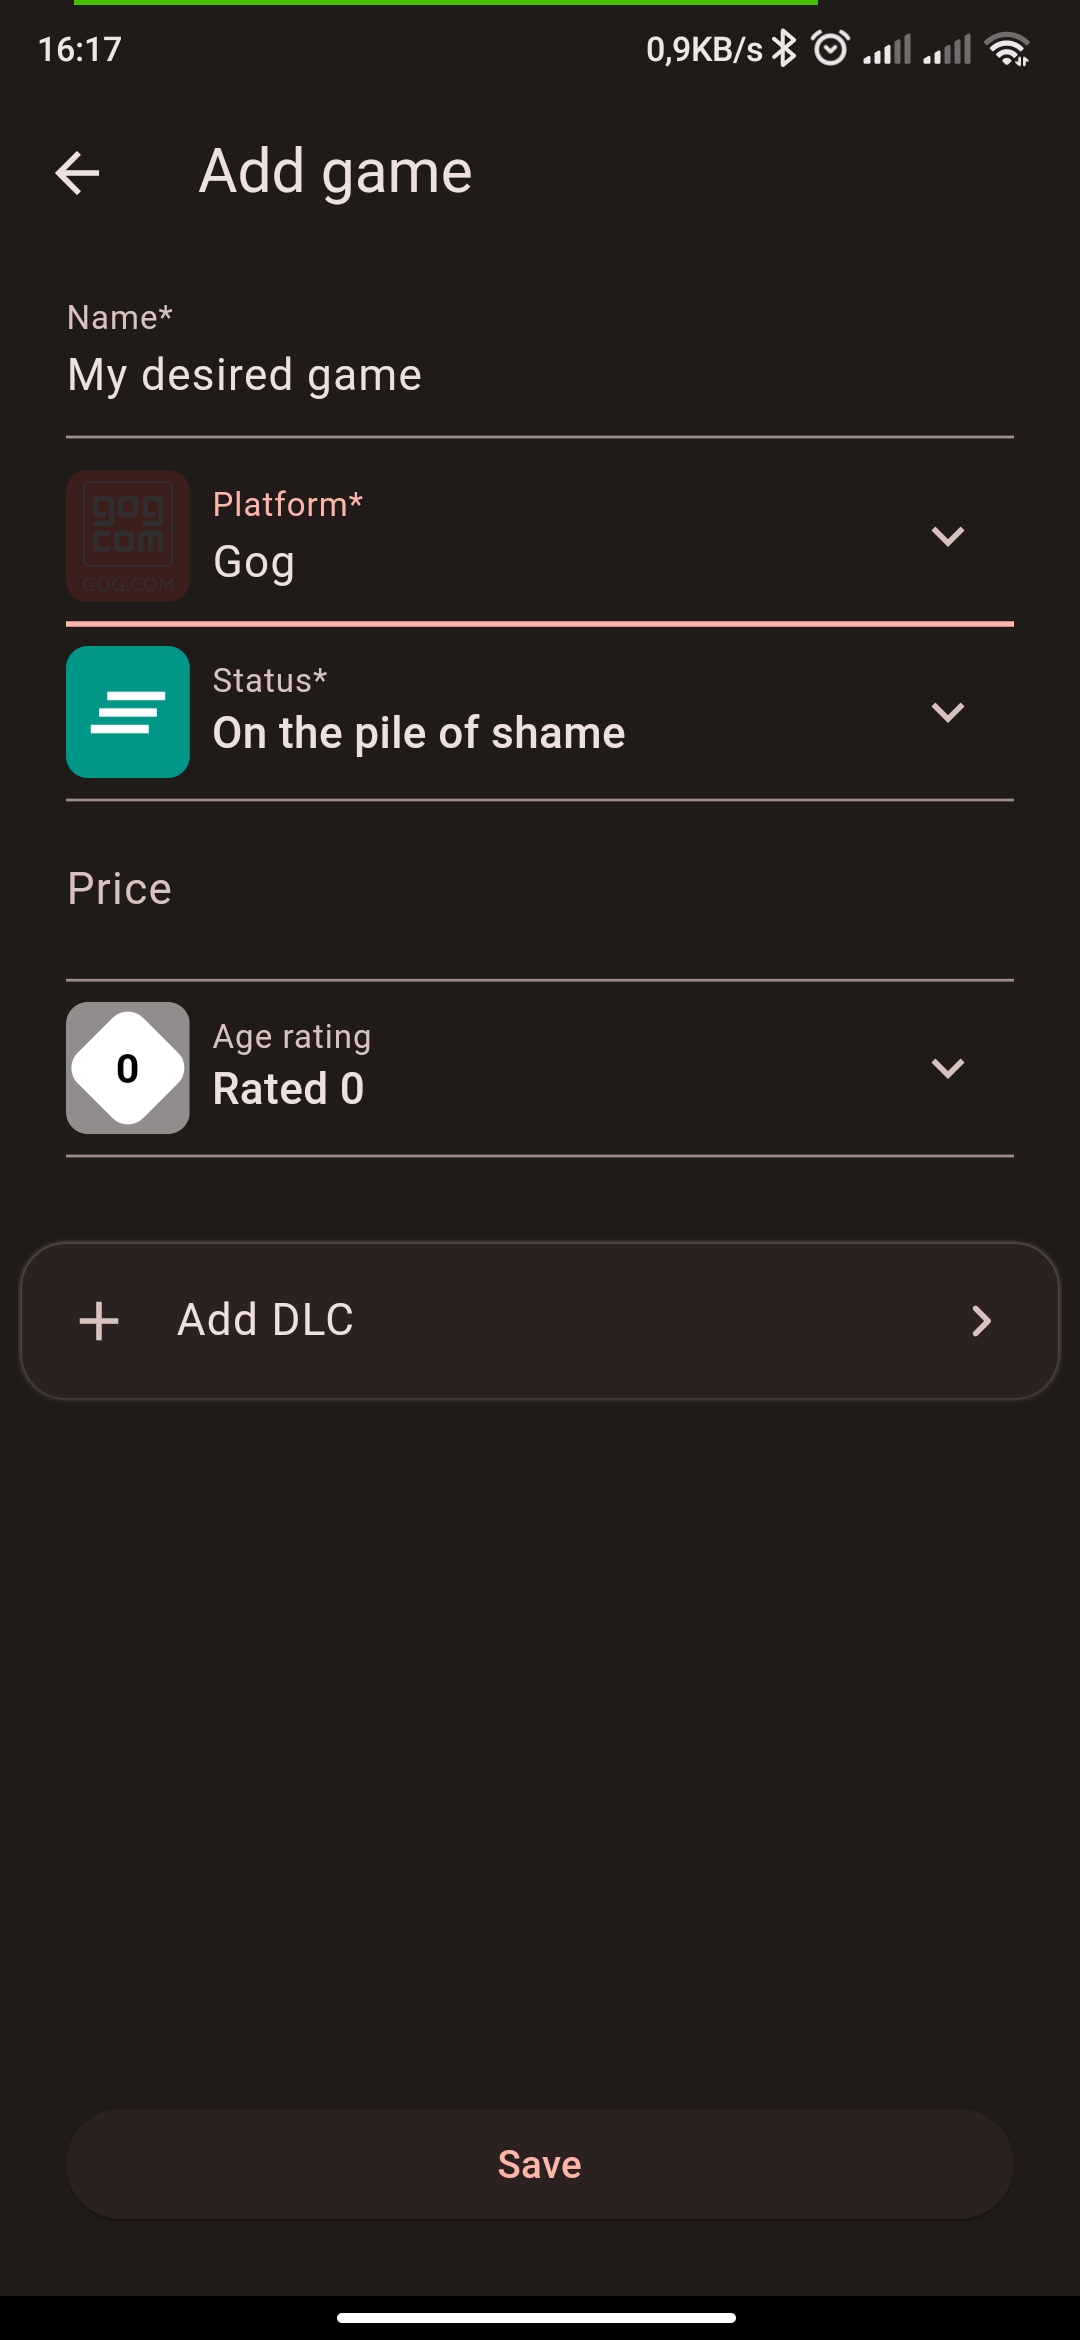 16:17
0,9KB/s
Add game
Name*
My desired game
gog
com
GOG.COM
Platform*
Gog
Status*
On the pile of shame
Price
0
Age rating
Rated 0
Add DLC
Save